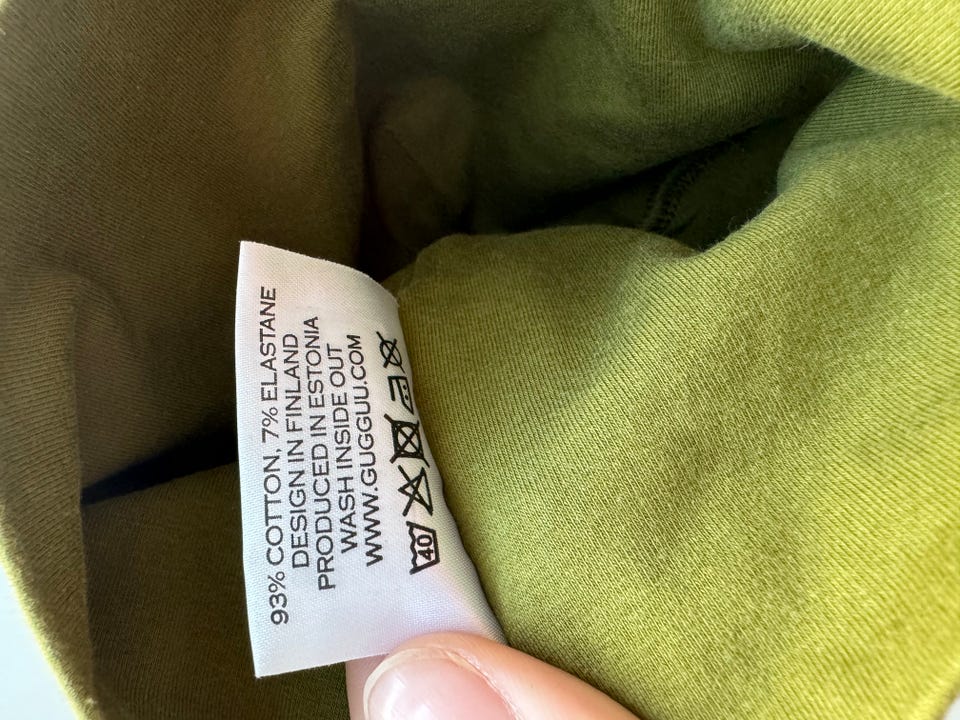 93% COTTON, 7% ELASTANE
DESIGN IN FINLAND
PRODUCED IN ESTONIA
WASH INSIDE OUT
WWW.GUGGUU.COM
40